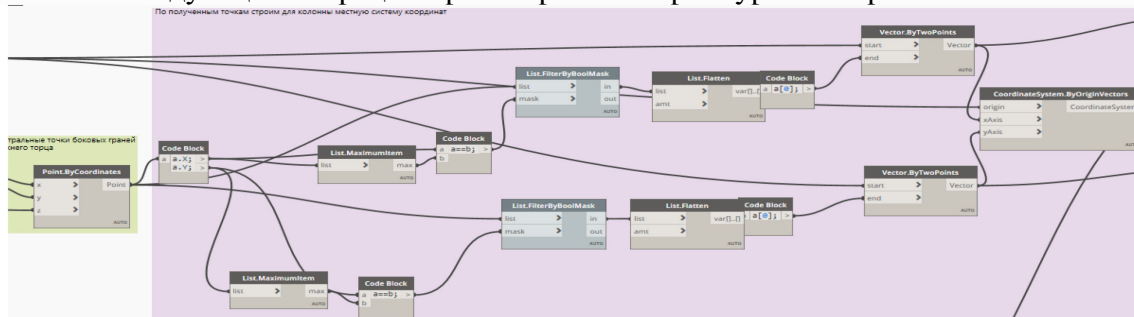 По полученным точкам строим для колонны местную систему координат
Vector.ByTwoPoints
start > Vector
end >
AUTO
List.FilterByBoolMask
list > in
mask > out
AUTO
List.Flatten
list > var[]..[]
amt >
AUTO
Code Block
a a[0]; >
CoordinateSystem.ByOriginVectors
origin > CoordinateSystem
xAxis >
yAxis >
AUTO
тральные точки боковых граней
него торца
Point.ByCoordinates
x > Point
y >
z >
AUTO
Code Block
a a.X; >
a.Y; >
List.MaximumItem
list > max
AUTO
Code Block
a a==b; >
b
Vector.ByTwoPoints
start > Vector
end >
AUTO
List.FilterByBoolMask
list > in
mask > out
AUTO
List.Flatten
list > var[]..[]
amt >
AUTO
Code Block
a[0]; >
List.MaximumItem
list > max
AUTO
Code Block
a a==b; >
b